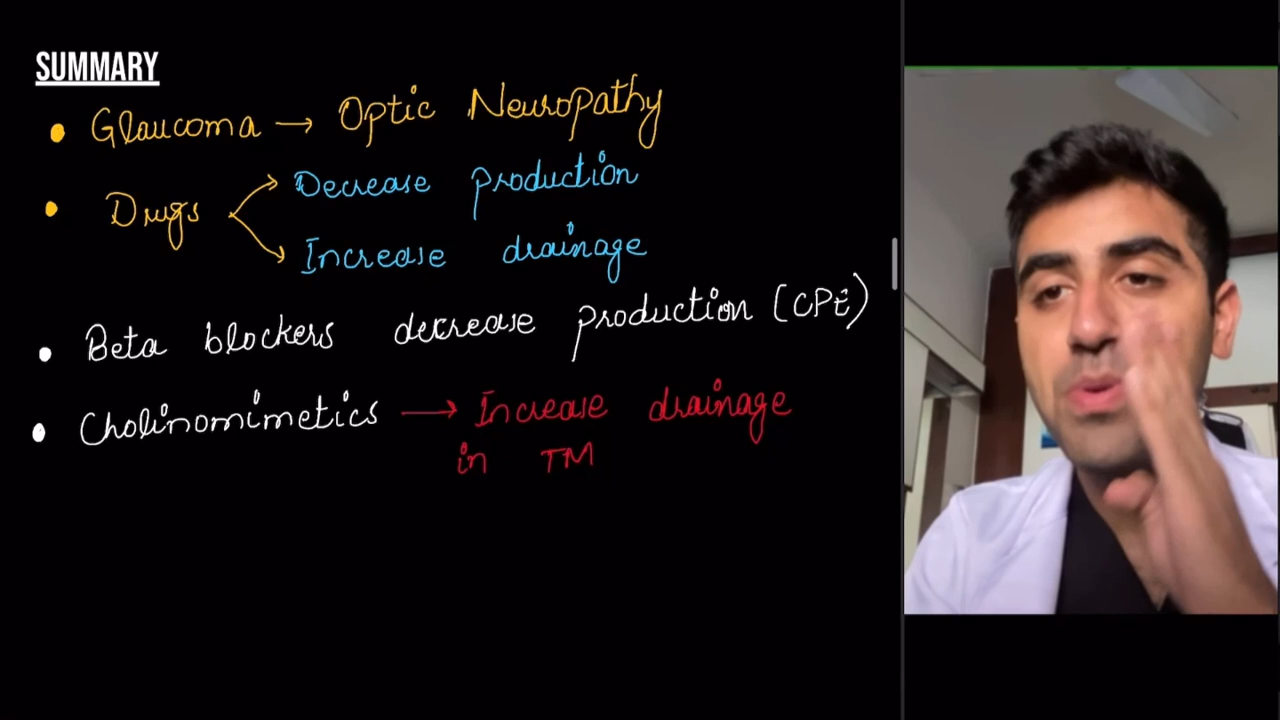 SUMMARY
• Glaucoma → Optic Neuropathy
• Drugs → Decrease production
→ Increase drainage
• Beta blockers decrease production (CPE)
• Cholinomimetics → Increase drainage
in TM